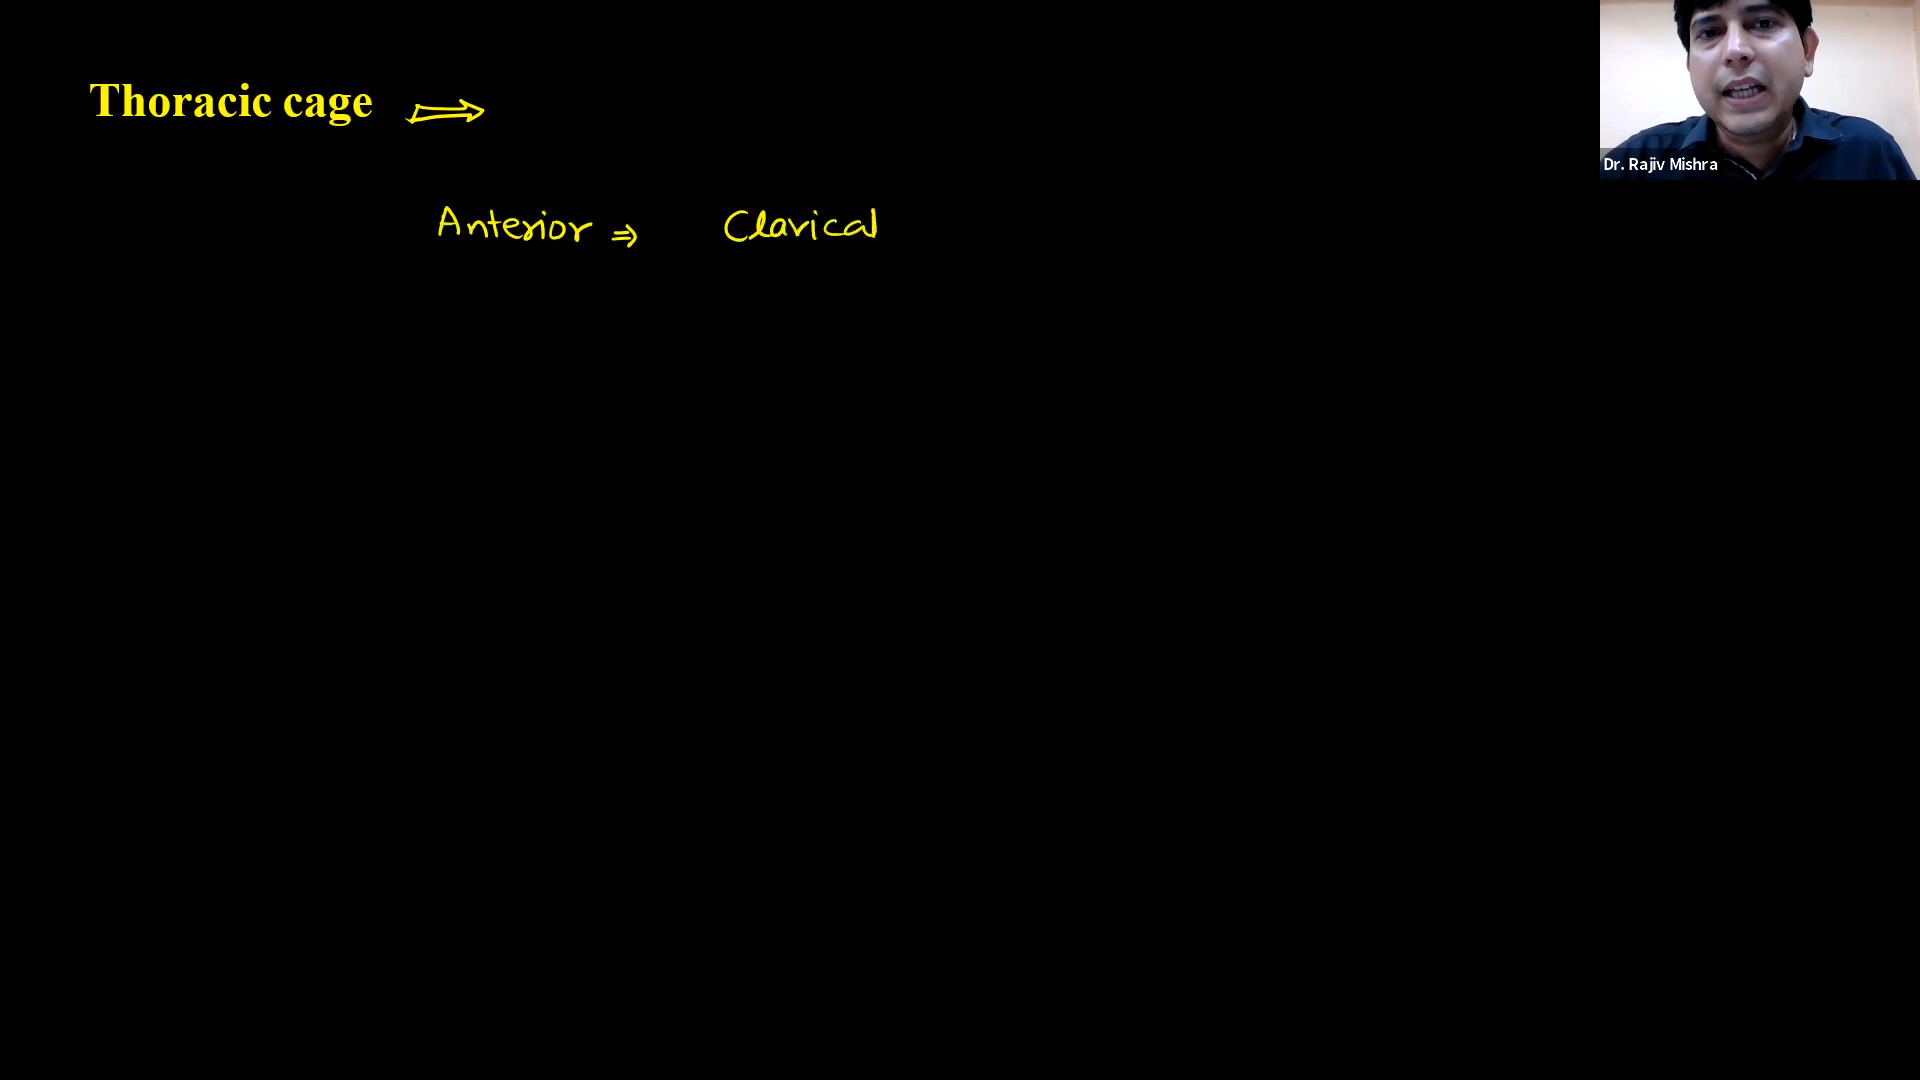 Thoracic cage ⇒
Dr. Rajiv Mishra
Anterior ⇒ Clavical